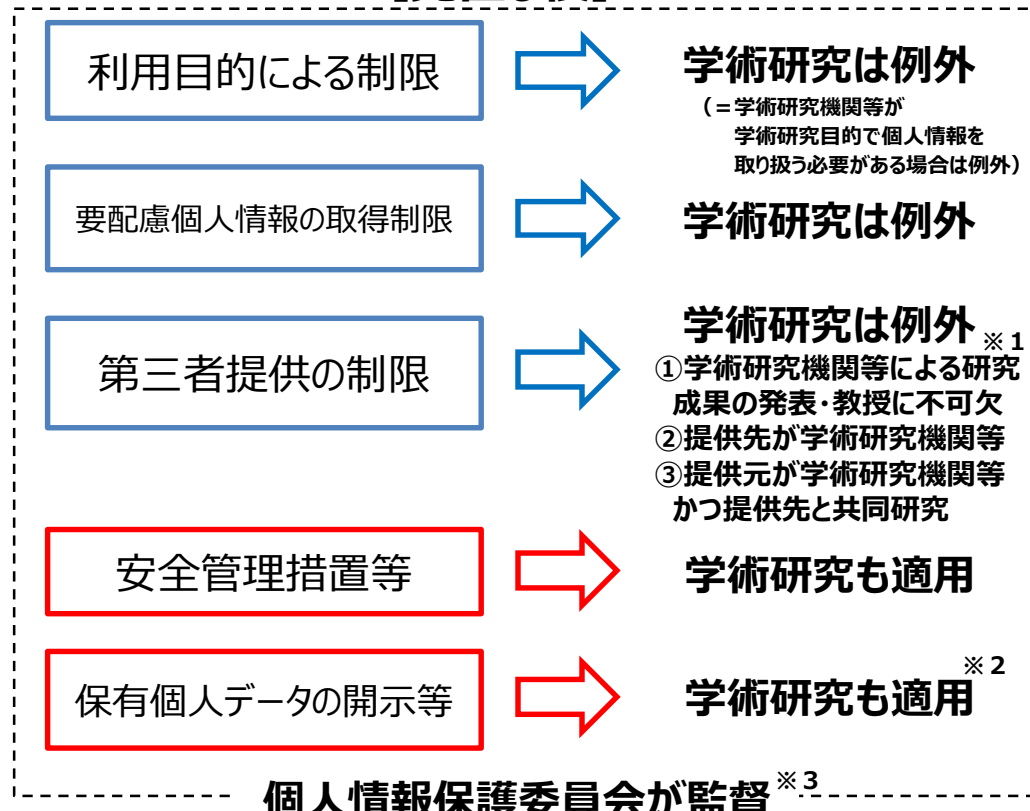 利用目的による制限
学術研究は例外
(=学術研究機関等が
学術研究目的で個人情報を
取り扱う必要がある場合は例外)
要配慮個人情報の取得制限
学術研究は例外
第三者提供の制限
学術研究は例外※1
①学術研究機関等による研究
成果の発表・教授に不可欠
②提供先が学術研究機関等
③提供元が学術研究機関等
かつ提供先と共同研究
安全管理措置等
学術研究も適用
保有個人データの開示等
学術研究も適用※2
個人情報保護委員会が監督※3